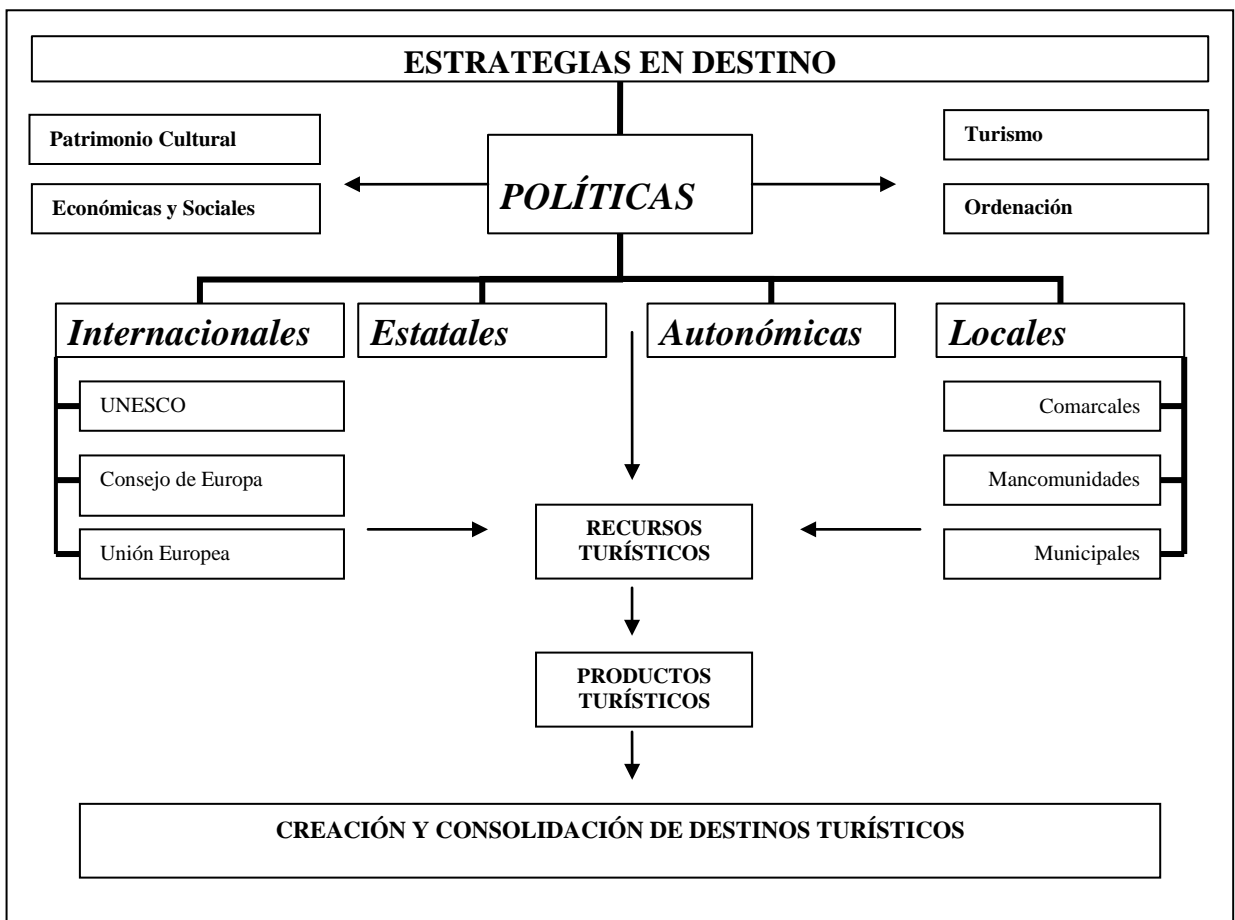 ESTRATEGIAS EN DESTINO
Patrimonio Cultural
Económicas y Sociales
POLÍTICAS
Turismo
Ordenación
Internacionales
Estatales
Autonómicas
Locales
UNESCO
Consejo de Europa
Unión Europea
Comarcales
Mancomunidades
Municipales
RECURSOS
TURÍSTICOS
PRODUCTOS
TURÍSTICOS
CREACIÓN Y CONSOLIDACIÓN DE DESTINOS TURÍSTICOS